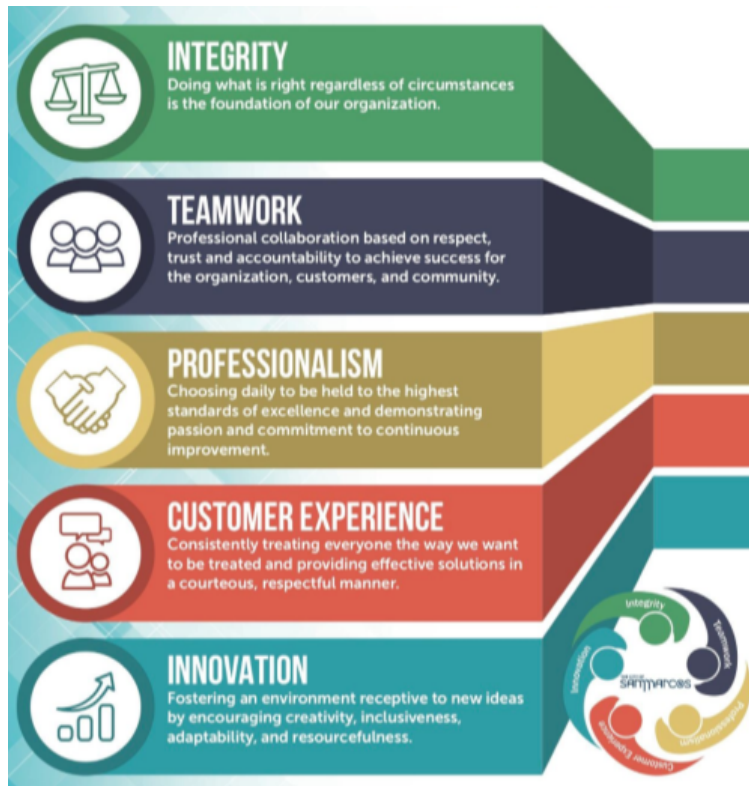 INTEGRITY
Doing what is right regardless of circumstances
is the foundation of our organization.
TEAMWORK
Professional collaboration based on respect,
trust and accountability to achieve success for
the organization, customers, and community.
PROFESSIONALISM
Choosing daily to be held to the highest
standards of excellence and demonstrating
passion and commitment to continuous
improvement.
CUSTOMER EXPERIENCE
Consistently treating everyone the way we want
to be treated and providing effective solutions in
a courteous, respectful manner.
INNOVATION
Fostering an environment receptive to new ideas
by encouraging creativity, inclusiveness,
adaptability, and resourcefulness.
Integrity
Teamwork
Professionalism
Customer Experience
Innovation
SANMARCOS